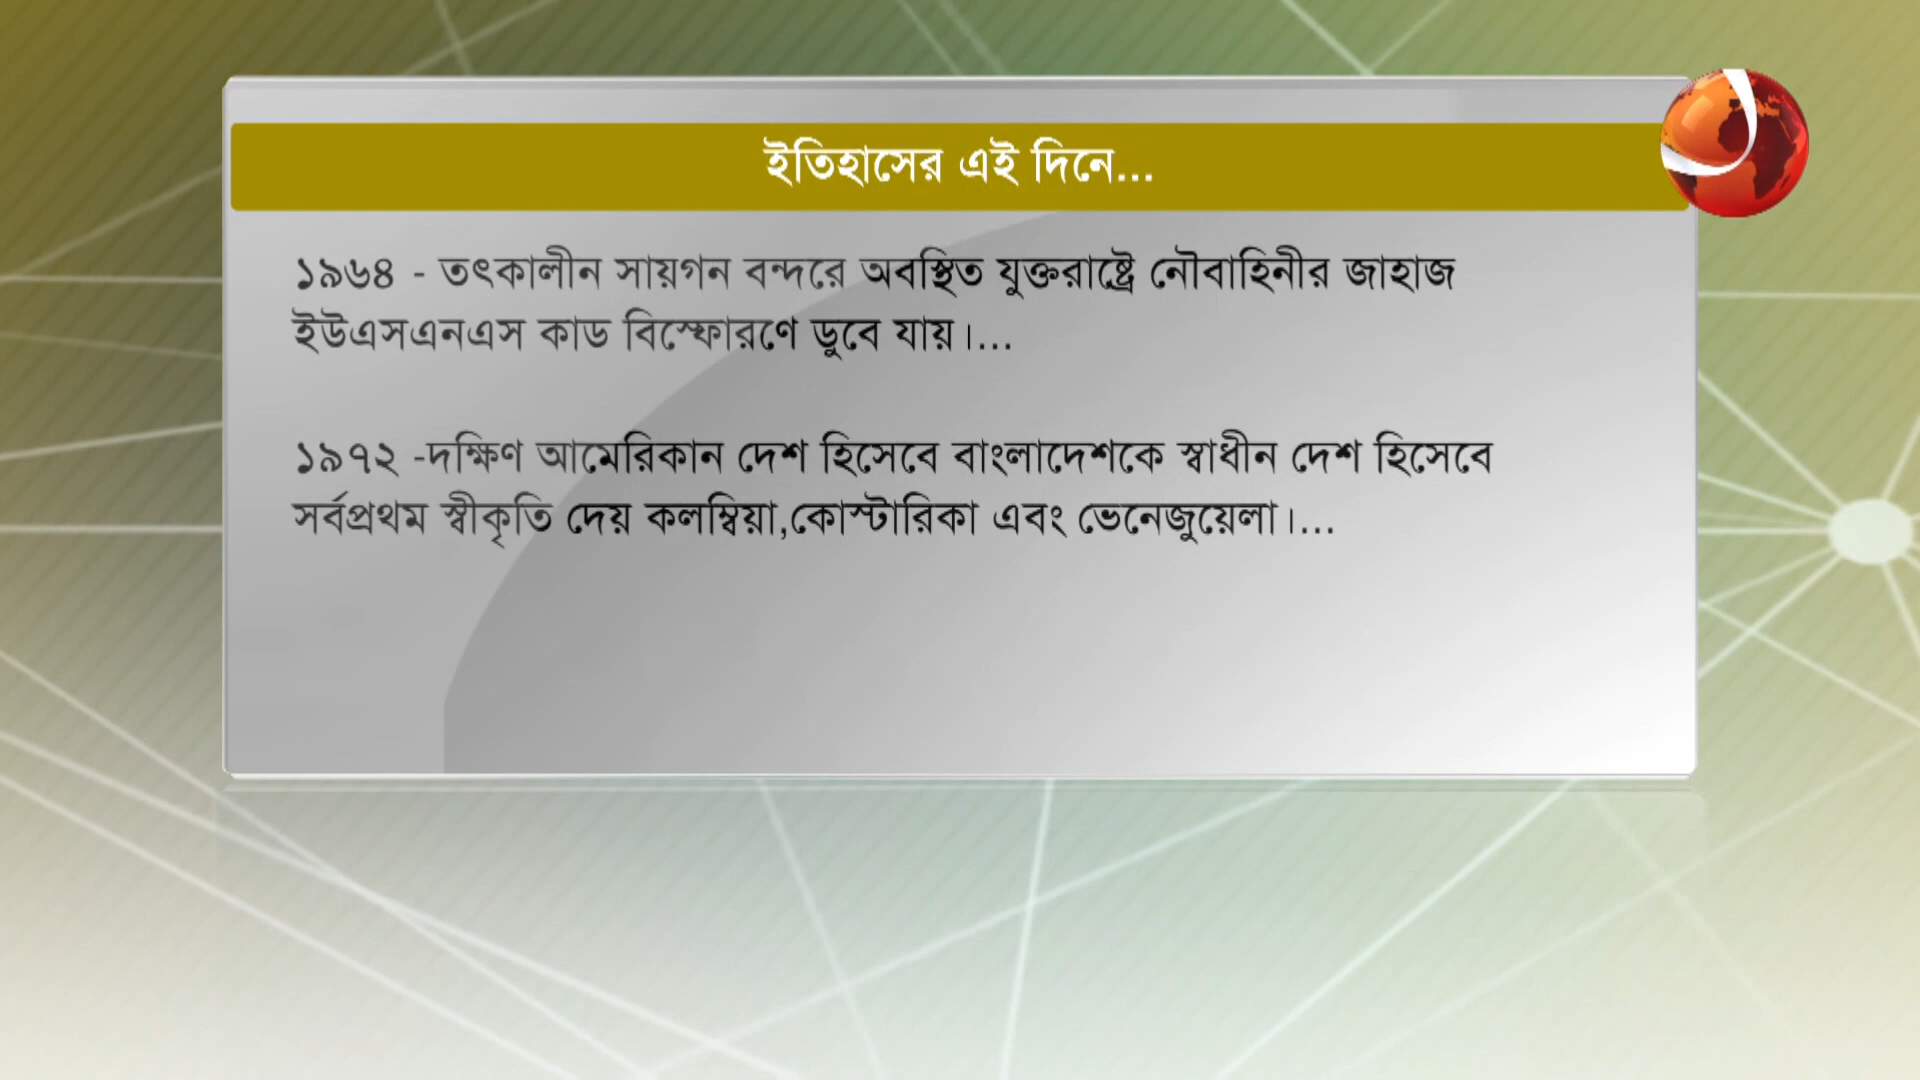 ইতিহাসের এই দিনে...
১৯৬৪ - তৎকালীন সায়গন বন্দরে অবস্থিত যুক্তরাষ্ট্রে নৌবাহিনীর জাহাজ
ইউএসএনএস কাড বিস্ফোরণে ডুবে যায়।...
১৯৭২ -দক্ষিণ আমেরিকান দেশ হিসেবে বাংলাদেশকে স্বাধীন দেশ হিসেবে
সর্বপ্রথম স্বীকৃতি দেয় কলম্বিয়া,কোস্টারিকা এবং ভেনেজুয়েলা।...